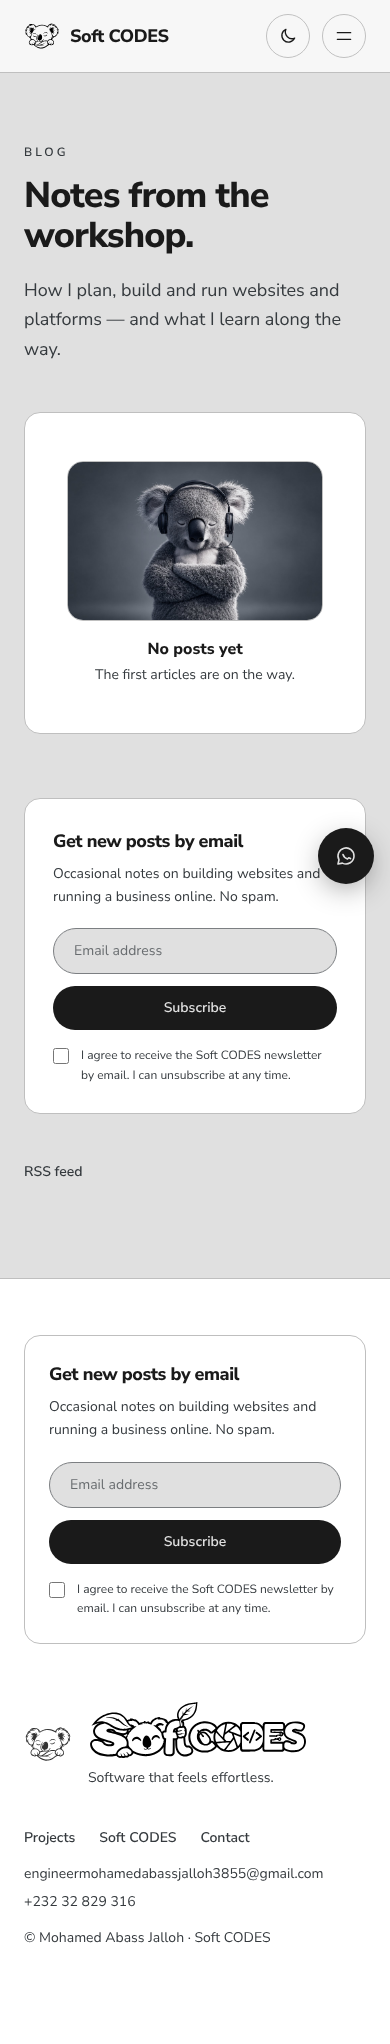 Soft CODES
BLOG
Notes from the
workshop.
How I plan, build and run websites and
platforms — and what I learn along the
way.
No posts yet
The first articles are on the way.
Get new posts by email
Occasional notes on building websites and
running a business online. No spam.
Email address
Subscribe
I agree to receive the Soft CODES newsletter
by email. I can unsubscribe at any time.
RSS feed
Get new posts by email
Occasional notes on building websites and
running a business online. No spam.
Email address
Subscribe
I agree to receive the Soft CODES newsletter by
email. I can unsubscribe at any time.
SoftCODES
Software that feels effortless.
Projects Soft CODES Contact
engineermohamedabassjalloh3855@gmail.com
+232 32 829 316
© Mohamed Abass Jalloh · Soft CODES